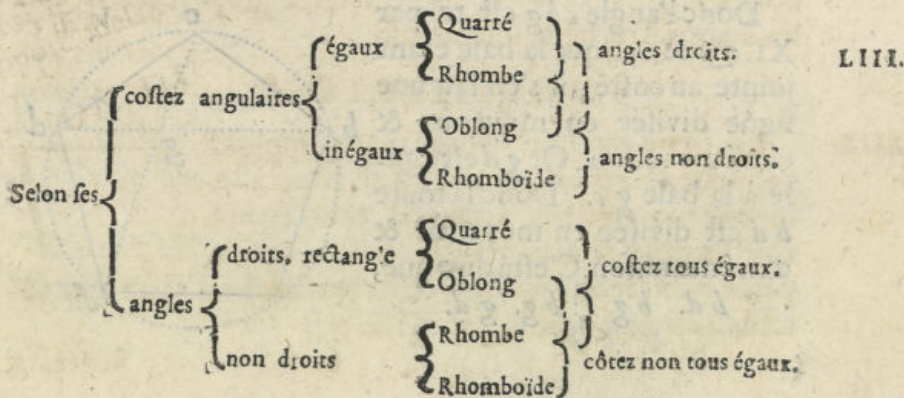 Quarré
égaux
angles droits.
LIII.
Rhombe
coſtez angulaires
Oblong
inégaux
angles non droits.
Rhomboïde
Selon ſes
Quarré
droits. rectangle
coſtez tous égaux.
Oblong
angles
Rhombe
non droits
côtez non tous égaux.
Rhomboïde